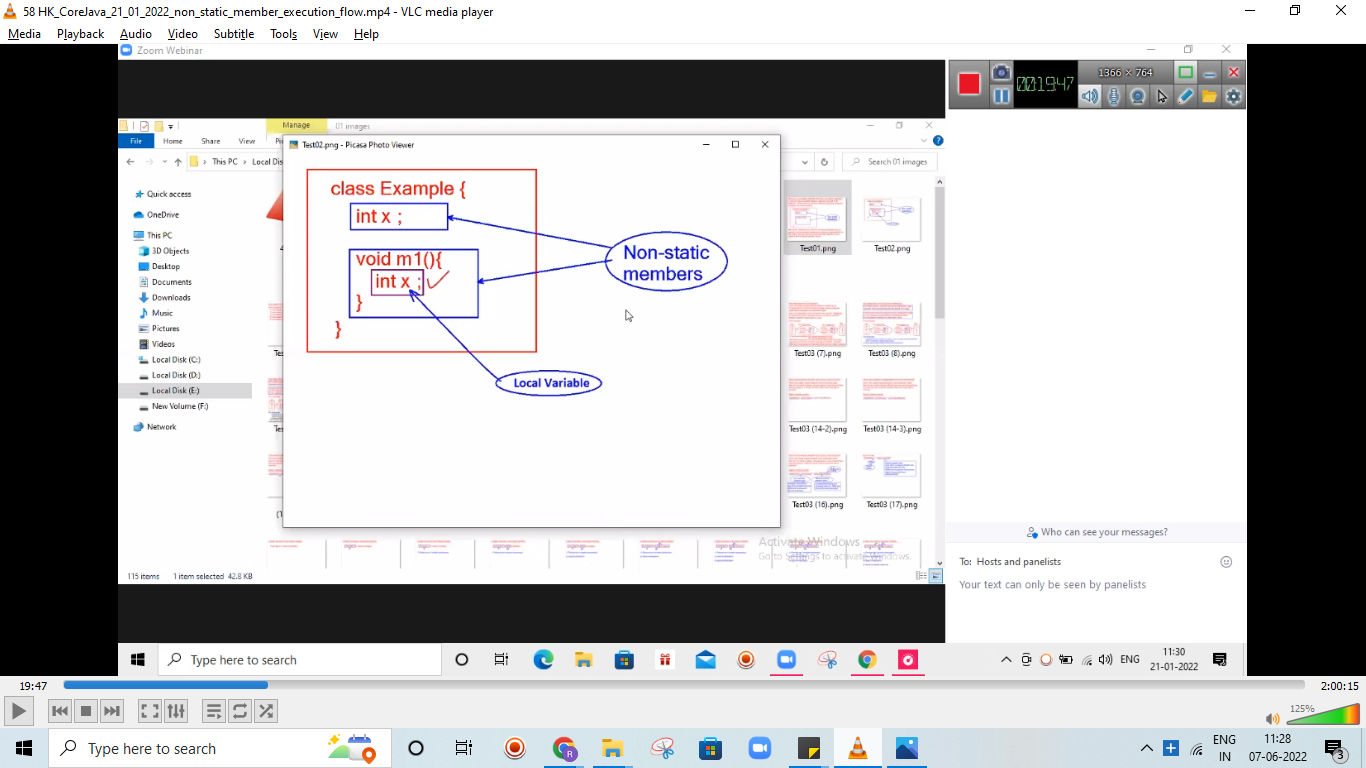 58 HK_CoreJava_21_01_2022_non_static_member_execution_flow.mp4 - VLC media player
Media Playback Audio Video Subtitle Tools View Help
Zoom Webinar
00:19:47
1366 × 764
Manage
01 images
File Home Share View
This PC
Search 01 images
Quick access
OneDrive
This PC
3D Objects
Desktop
Documents
Downloads
Music
Pictures
Videos
Local Disk (C:)
Local Disk (D:)
Local Disk (E:)
New Volume (F:)
Network
Test02.png - Picasa Photo Viewer
class Example {
int x ;
void m1(){
int x ;
}
}
Non-static
members
Local Variable
Test01.png Test02.png
Test03 (7).png Test03 (8).png
Test03 (14-2).png Test03 (14-3).png
Test03 (16).png Test03 (17).png
Activate Windows
Go to Settings to activate Windows.
115 items 1 item selected 42.8 KB
Who can see your messages?
To: Hosts and panelists
Your text can only be seen by panelists
Type here to search
ENG
11:30
21-01-2022
19:47
2:00:15
125%
Type here to search
ENG
IN
11:28
07-06-2022
3